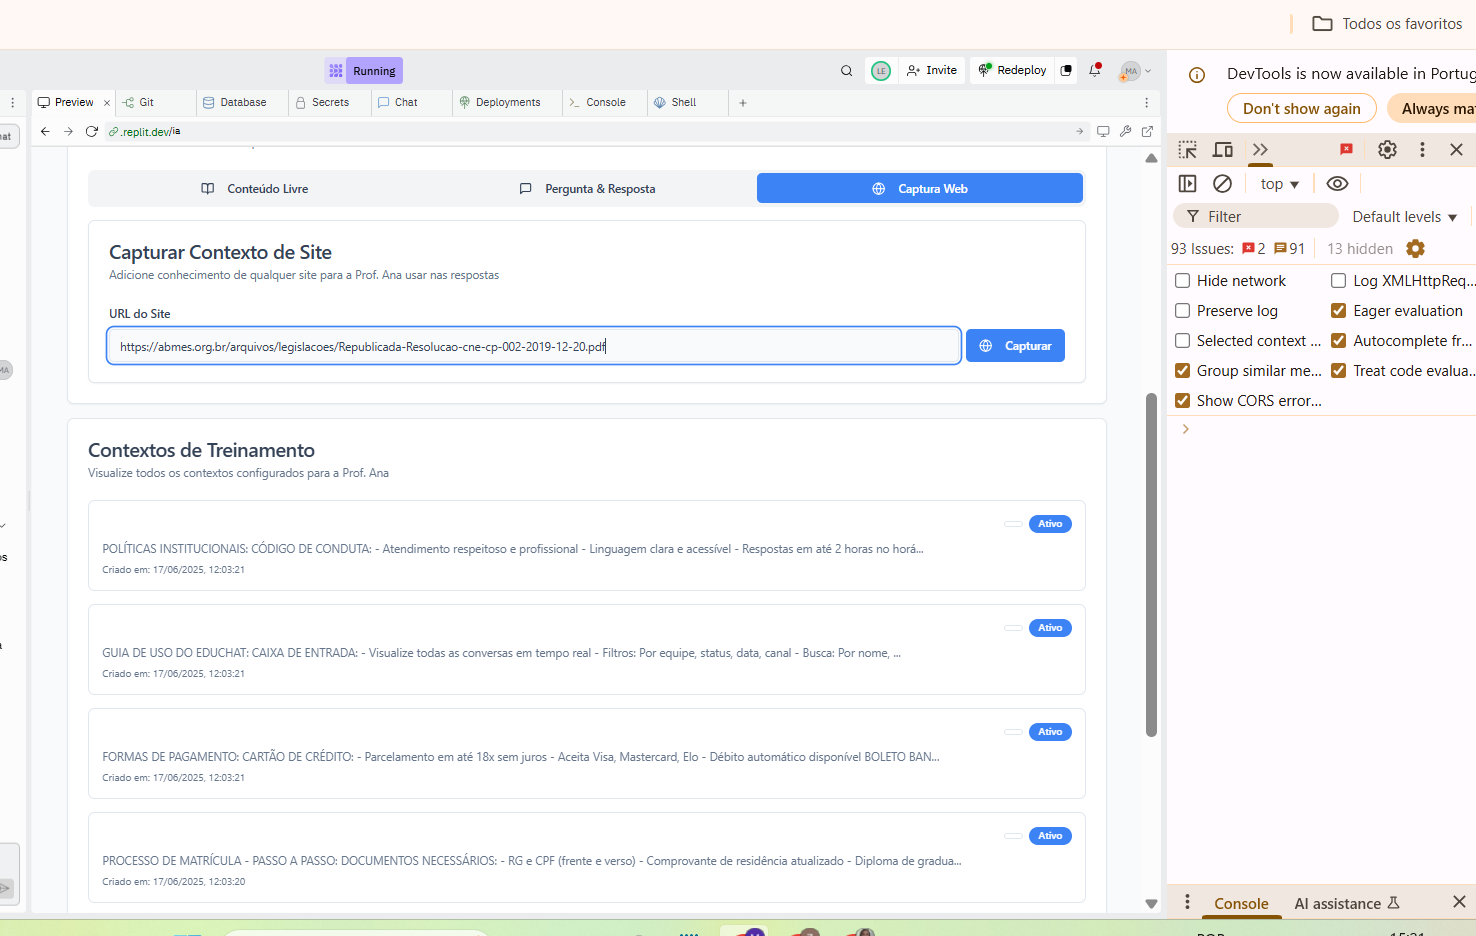 Todos os favoritos
Running
LE
Invite
Redeploy
MA
Preview
Git
Database
Secrets
Chat
Deployments
Console
Shell
.replit.dev/ia
Conteúdo Livre
Pergunta & Resposta
Captura Web
Capturar Contexto de Site
Adicione conhecimento de qualquer site para a Prof. Ana usar nas respostas
URL do Site
https://abmes.org.br/arquivos/legislacoes/Republicada-Resolucao-cne-cp-002-2019-12-20.pdf
Capturar
Contextos de Treinamento
Visualize todos os contextos configurados para a Prof. Ana
Ativo
POLÍTICAS INSTITUCIONAIS: CÓDIGO DE CONDUTA: - Atendimento respeitoso e profissional - Linguagem clara e acessível - Respostas em até 2 horas no horá...
Criado em: 17/06/2025, 12:03:21
Ativo
GUIA DE USO DO EDUCHAT: CAIXA DE ENTRADA: - Visualize todas as conversas em tempo real - Filtros: Por equipe, status, data, canal - Busca: Por nome, ...
Criado em: 17/06/2025, 12:03:21
Ativo
FORMAS DE PAGAMENTO: CARTÃO DE CRÉDITO: - Parcelamento em até 18x sem juros - Aceita Visa, Mastercard, Elo - Débito automático disponível BOLETO BAN...
Criado em: 17/06/2025, 12:03:21
Ativo
PROCESSO DE MATRÍCULA - PASSO A PASSO: DOCUMENTOS NECESSÁRIOS: - RG e CPF (frente e verso) - Comprovante de residência atualizado - Diploma de gradua...
Criado em: 17/06/2025, 12:03:20
DevTools is now available in Portug
Don't show again
Always mat
top
Filter
Default levels
93 Issues: 2 91
13 hidden
Hide network
Log XMLHttpReq...
Preserve log
Eager evaluation
Selected context ...
Autocomplete fr...
Group similar me...
Treat code evalua...
Show CORS error...
Console
AI assistance